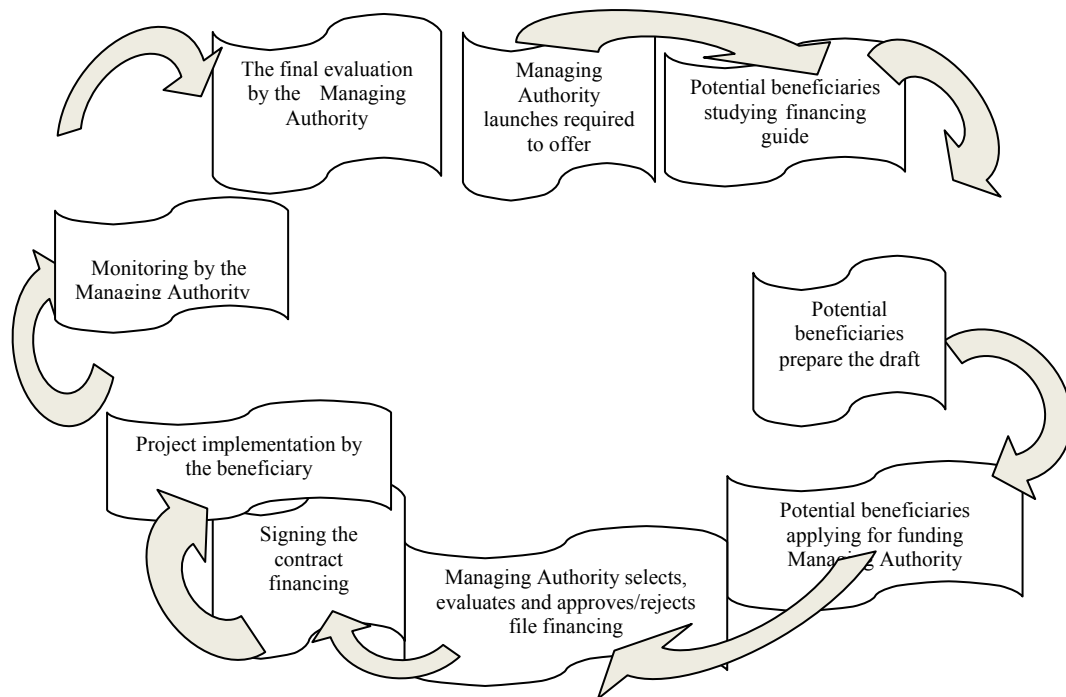 The final evaluation
by the Managing
Authority
Managing
Authority
launches required
to offer
Potential beneficiaries
studying financing
guide
Monitoring by the
Managing Authority
Potential
beneficiaries
prepare the draft
Project implementation by
the beneficiary
Potential beneficiaries
applying for funding
Managing Authority
Signing the
contract
financing
Managing Authority selects,
evaluates and approves/rejects
file financing